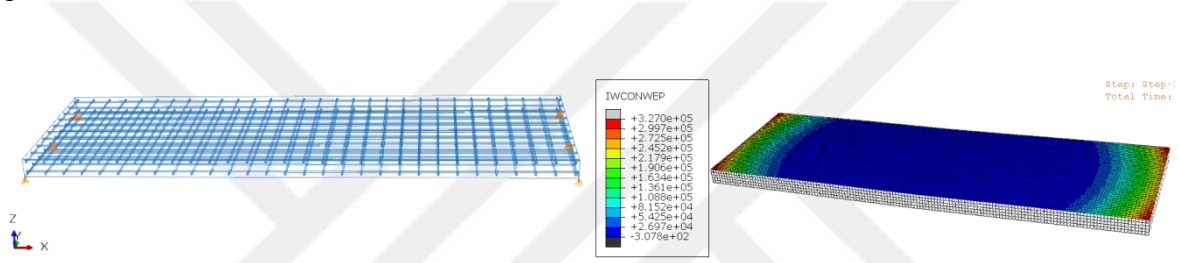 IWCONWEP
+3.270e+05
+2.997e+05
+2.725e+05
+2.452e+05
+2.179e+05
+1.906e+05
+1.634e+05
+1.361e+05
+1.088e+05
+8.152e+04
+5.425e+04
+2.697e+04
-3.078e+02
Step: Step-
Total Time:
Z
Y
X